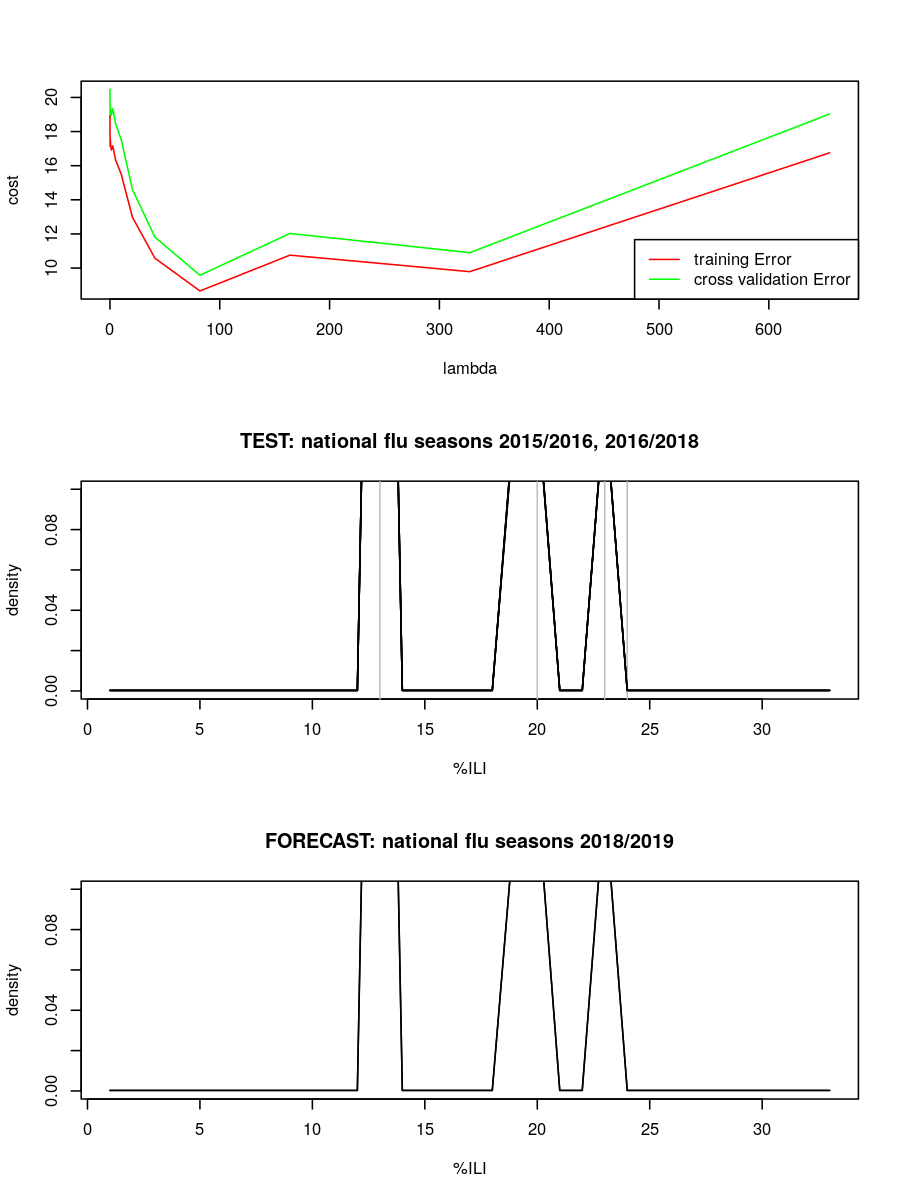 cost
20
18
16
14
12
10
training Error
cross validation Error
0 100 200 300 400 500 600
lambda
TEST: national flu seasons 2015/2016, 2016/2018
density
0.08
0.04
0.00
0 5 10 15 20 25 30
%ILI
FORECAST: national flu seasons 2018/2019
density
0.08
0.04
0.00
0 5 10 15 20 25 30
%ILI